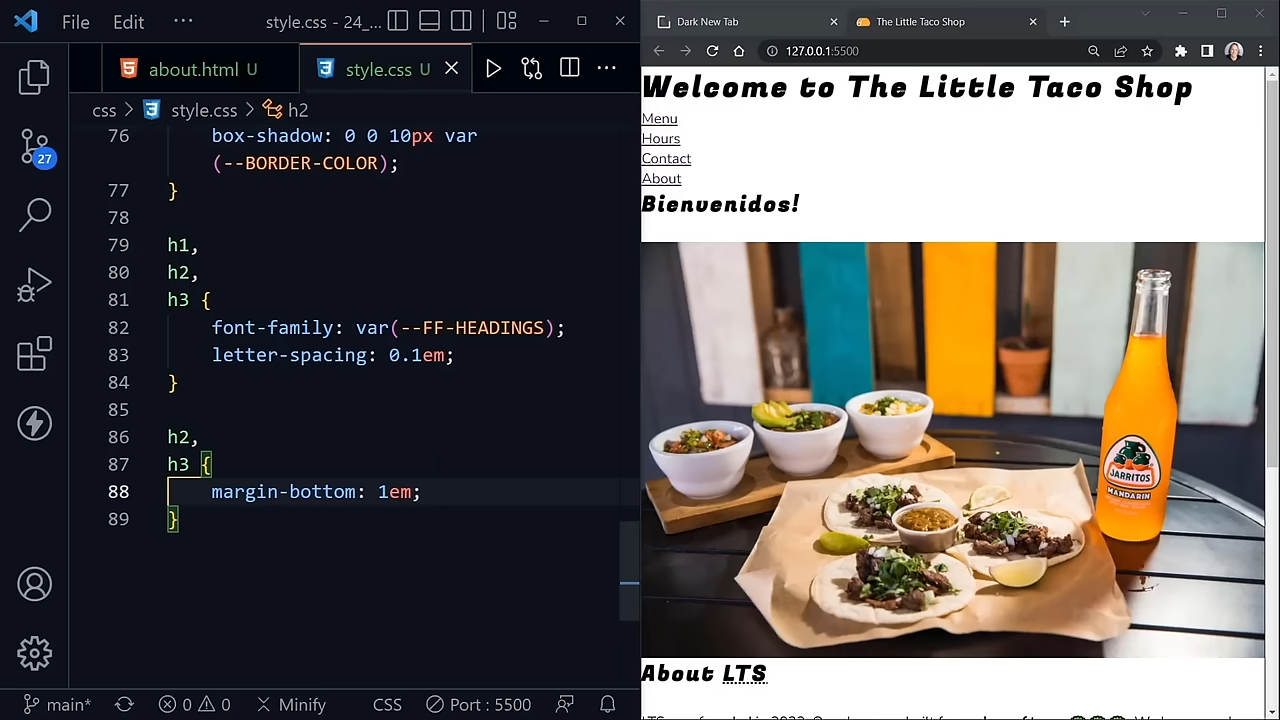 File Edit ··· style.css - 24_...
about.html U style.css U
css > style.css > h2
76 box-shadow: 0 0 10px var
(--BORDER-COLOR);
77 }
78
79 h1,
80 h2,
81 h3 {
82 font-family: var(--FF-HEADINGS);
83 letter-spacing: 0.1em;
84 }
85
86 h2,
87 h3 {
88 margin-bottom: 1em;
89 }
27
main* 0 0 Minify CSS Port : 5500
Dark New Tab The Little Taco Shop
127.0.0.1:5500
Welcome to The Little Taco Shop
Menu
Hours
Contact
About
Bienvenidos!
JARRITOS
MANDARIN
About LTS